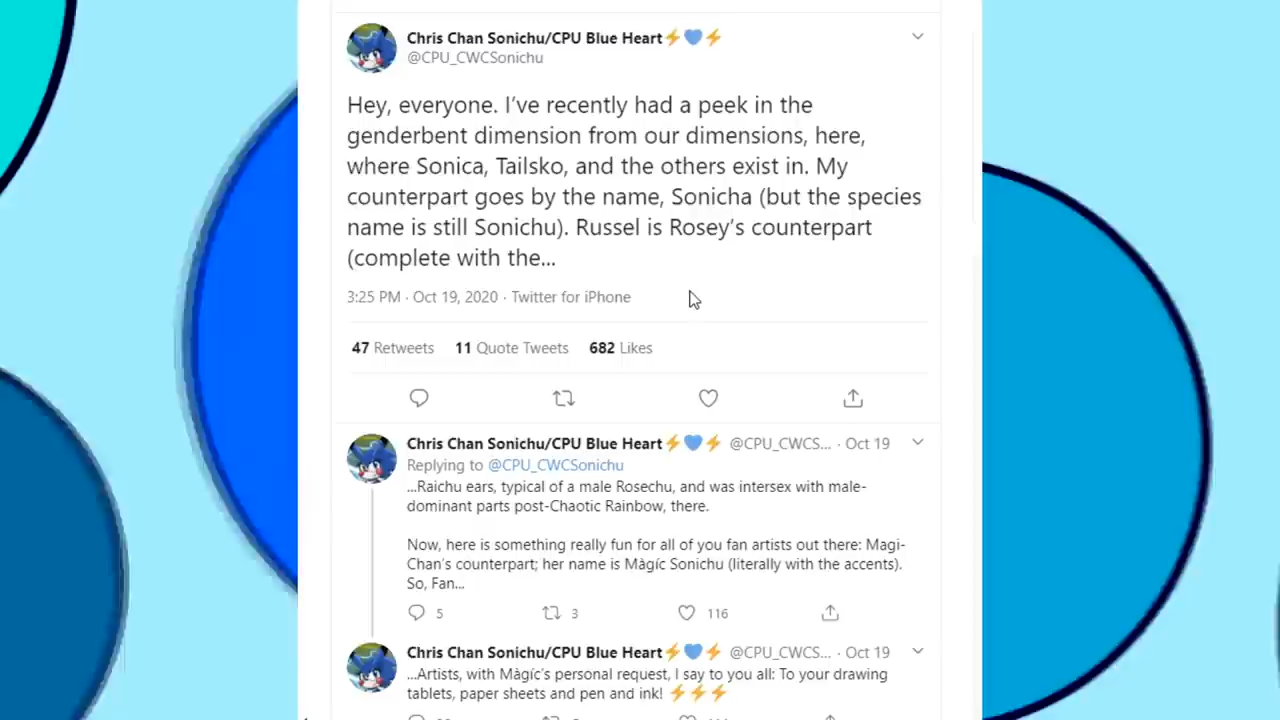 Chris Chan Sonichu/CPU Blue Heart⚡💙⚡
@CPU_CWCSonichu
Hey, everyone. I’ve recently had a peek in the
genderbent dimension from our dimensions, here,
where Sonica, Tailsko, and the others exist in. My
counterpart goes by the name, Sonicha (but the species
name is still Sonichu). Russel is Rosey’s counterpart
(complete with the...
3:25 PM · Oct 19, 2020 · Twitter for iPhone
47 Retweets 11 Quote Tweets 682 Likes
Chris Chan Sonichu/CPU Blue Heart⚡💙⚡ @CPU_CWCS... · Oct 19
Replying to @CPU_CWCSonichu
...Raichu ears, typical of a male Rosechu, and was intersex with male-
dominant parts post-Chaotic Rainbow, there.
Now, here is something really fun for all of you fan artists out there: Magi-
Chan’s counterpart; her name is Màgíc Sonichu (literally with the accents).
So, Fan...
5 3 116
Chris Chan Sonichu/CPU Blue Heart⚡💙⚡ @CPU_CWCS... · Oct 19
...Artists, with Màgíc’s personal request, I say to you all: To your drawing
tablets, paper sheets and pen and ink! ⚡⚡⚡